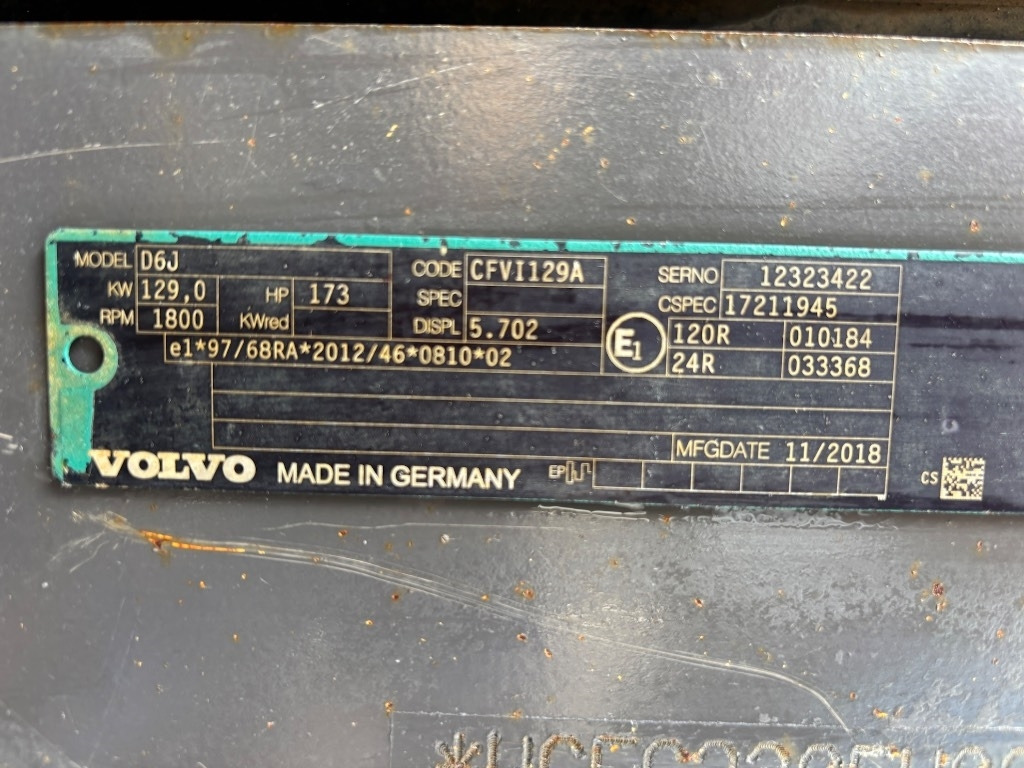 MODEL D6J CODE CFVI129A SERNO 12323422
KW 129,0 HP 173 SPEC CSPEC 17211945
RPM 1800 KWred DISPL 5.702 E1 120R 010184
e1*97/68RA*2012/46*0810*02 24R 033368
MFGDATE 11/2018
VOLVO MADE IN GERMANY EP CS